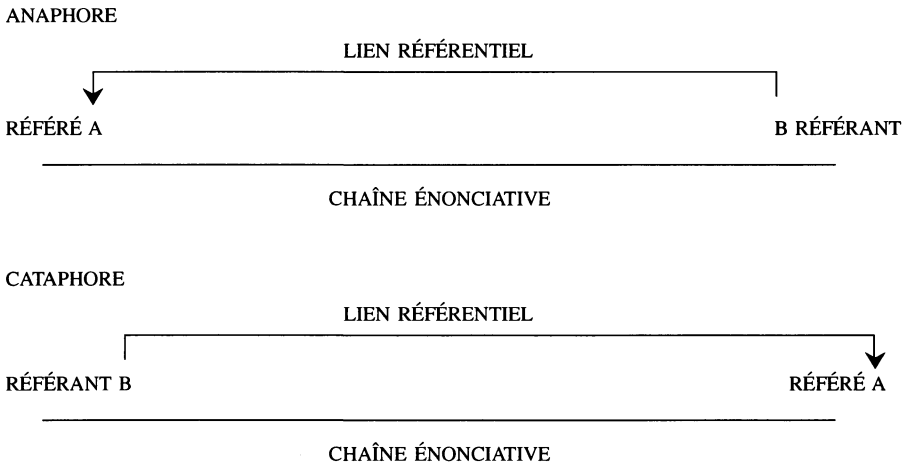 ANAPHORE
LIEN RÉFÉRENTIEL
RÉFÉRÉ A B RÉFÉRANT
CHAÎNE ÉNONCIATIVE
CATAPHORE
LIEN RÉFÉRENTIEL
RÉFÉRANT B RÉFÉRÉ A
CHAÎNE ÉNONCIATIVE